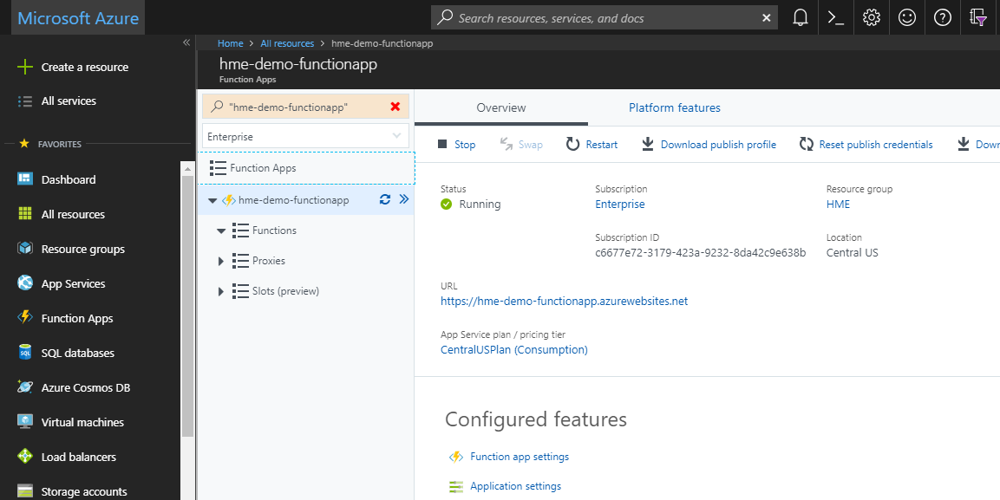 Microsoft Azure
Search resources, services, and docs
Create a resource
All services
FAVORITES
Dashboard
All resources
Resource groups
App Services
Function Apps
SQL databases
Azure Cosmos DB
Virtual machines
Load balancers
Storage accounts
Home > All resources > hme-demo-functionapp
hme-demo-functionapp
Function Apps
"hme-demo-functionapp"
Enterprise
Function Apps
hme-demo-functionapp
Functions
Proxies
Slots (preview)
Overview Platform features
Stop Swap Restart Download publish profile Reset publish credentials Down
Status Subscription Resource group
Running Enterprise HME
Subscription ID Location
c6677e72-3179-423a-9232-8da42c9e638b Central US
URL
https://hme-demo-functionapp.azurewebsites.net
App Service plan / pricing tier
CentralUSPlan (Consumption)
Configured features
Function app settings
Application settings